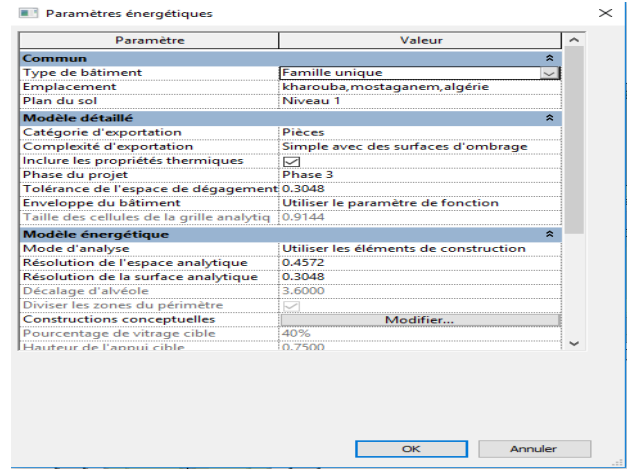 Paramètres énergétiques
Paramètre Valeur
Commun
Type de bâtiment Famille unique
Emplacement kharouba,mostaganem,algérie
Plan du sol Niveau 1
Modèle détaillé
Catégorie d'exportation Pièces
Complexité d'exportation Simple avec des surfaces d'ombrage
Inclure les propriétés thermiques
Phase du projet Phase 3
Tolérance de l'espace de dégagement 0.3048
Enveloppe du bâtiment Utiliser le paramètre de fonction
Taille des cellules de la grille analytiq 0.9144
Modèle énergétique
Mode d'analyse Utiliser les éléments de construction
Résolution de l'espace analytique 0.4572
Résolution de la surface analytique 0.3048
Décalage d'alvéole 3.6000
Diviser les zones du périmètre
Constructions conceptuelles Modifier...
Pourcentage de vitrage cible 40%
Hauteur de l'appui cible 0.7500
OK Annuler